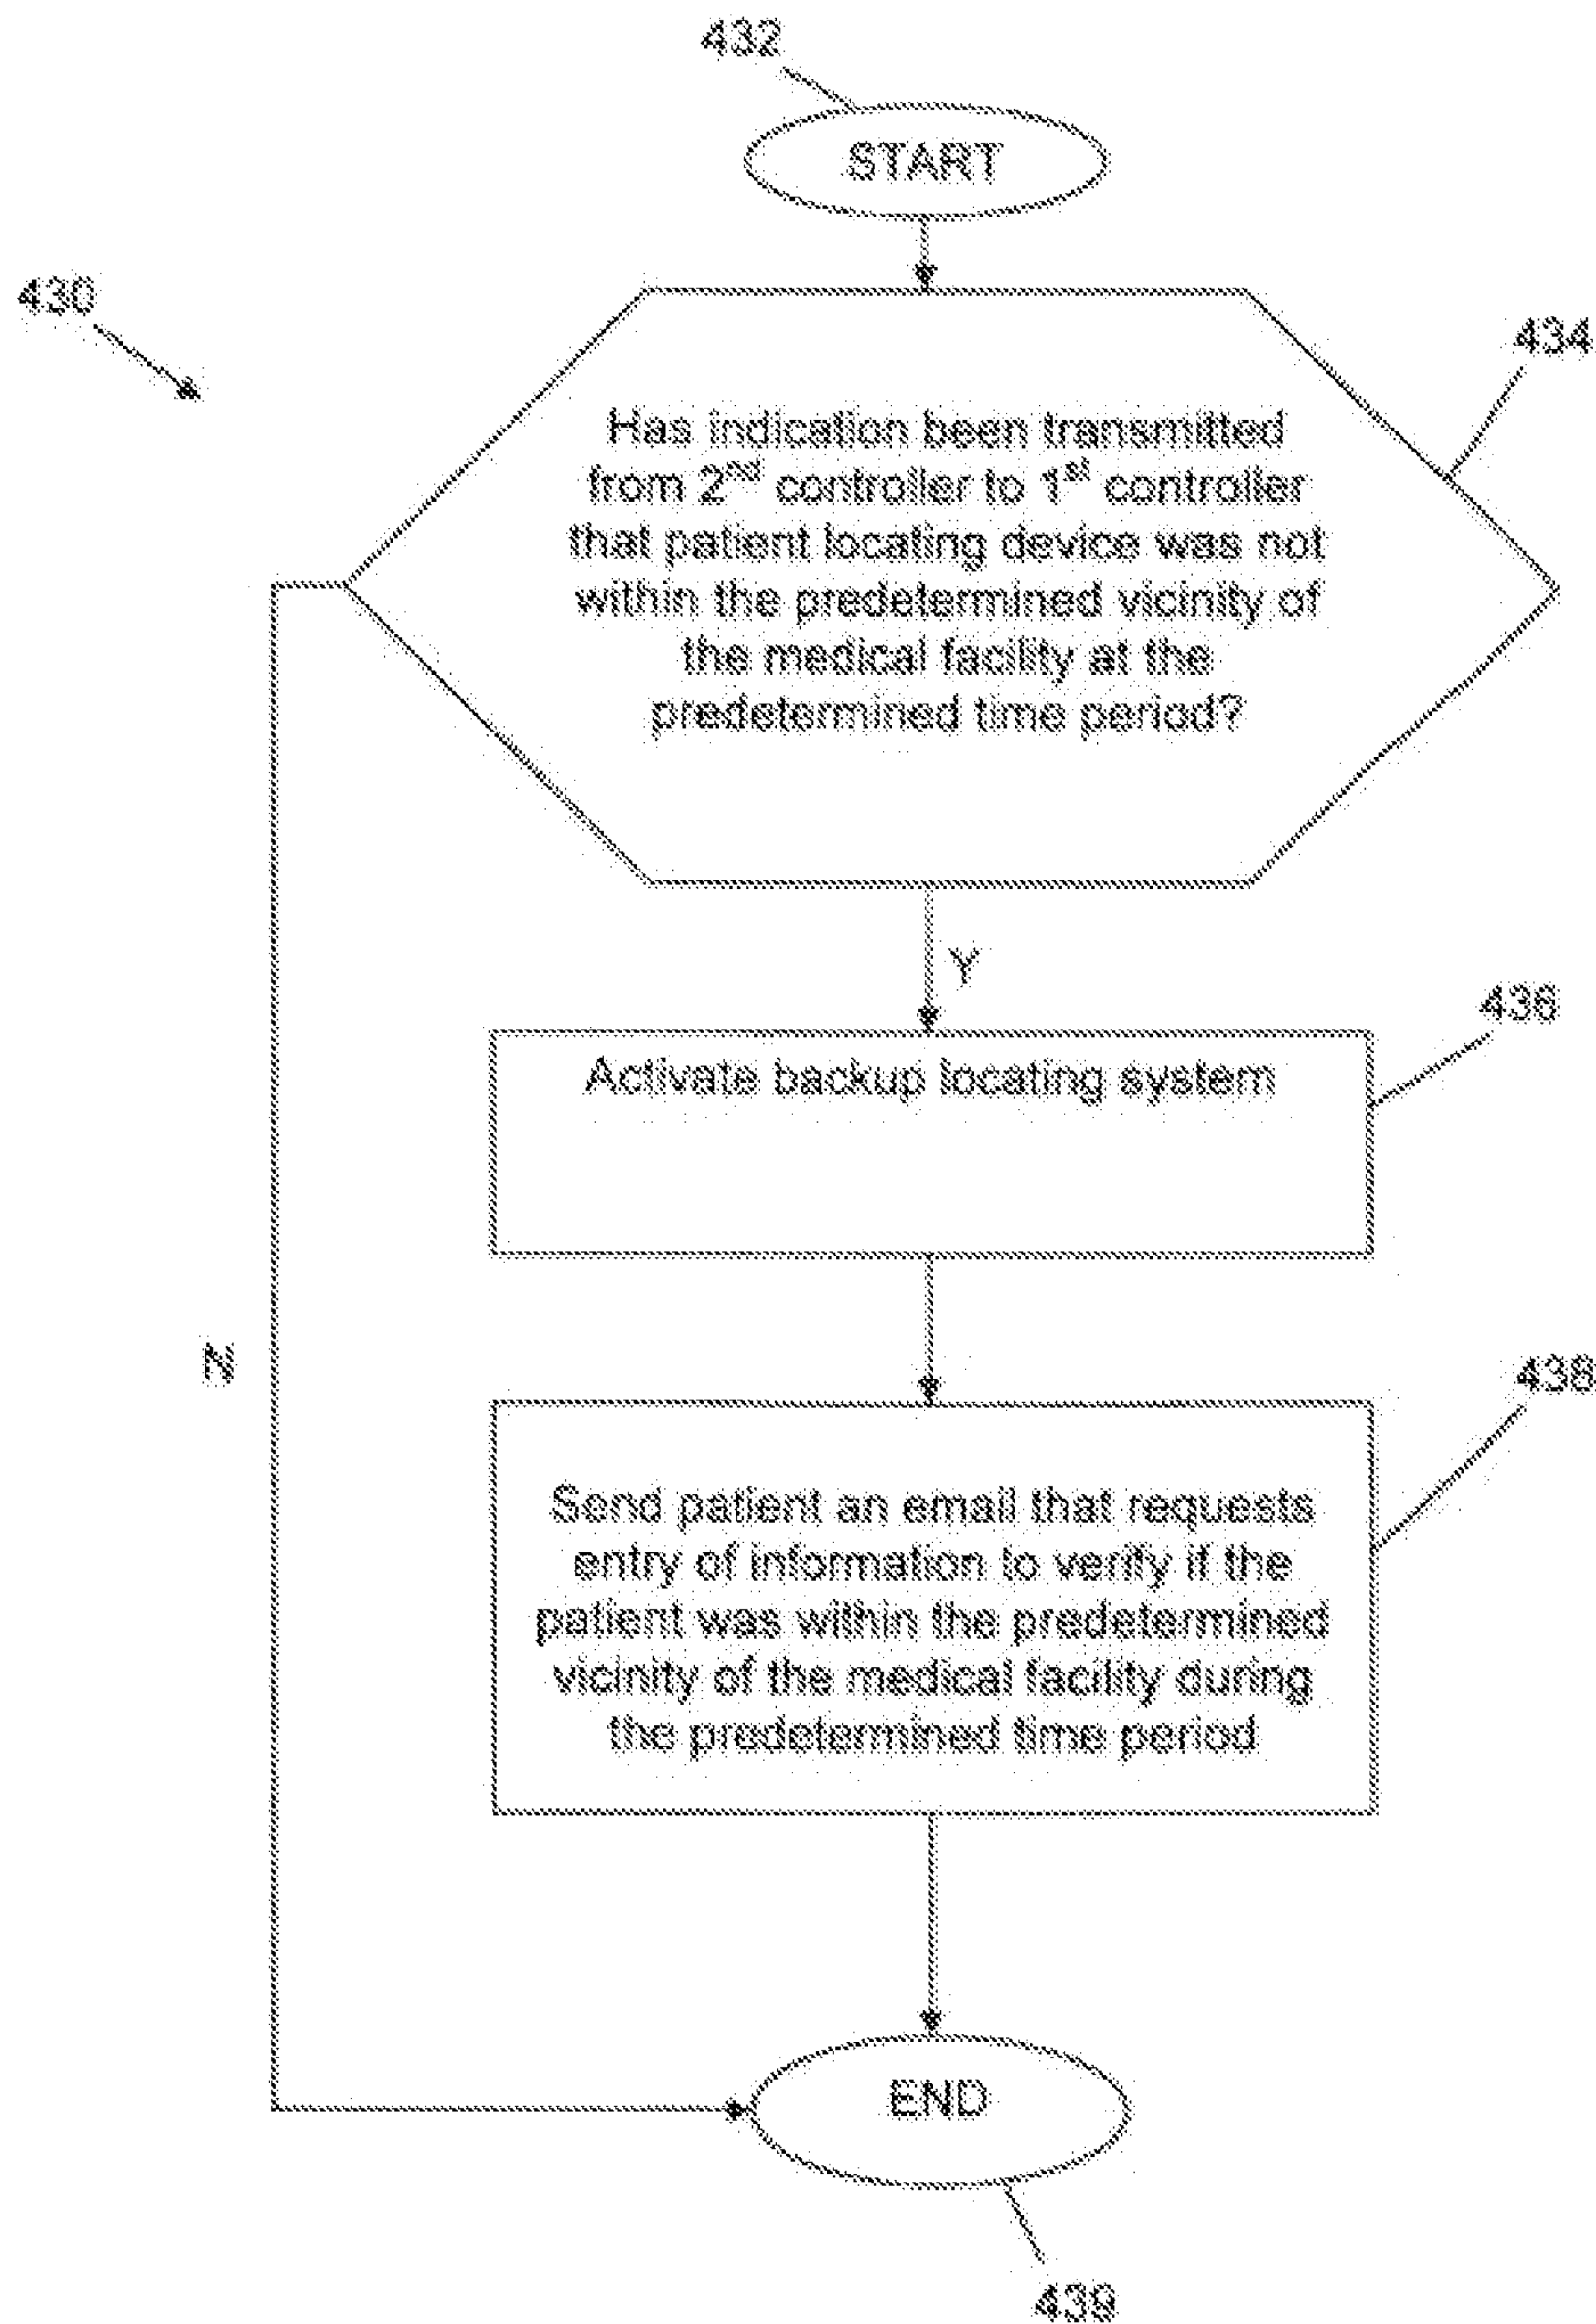 432
START
430
434
Has indication been transmitted
from 2nd controller to 1st controller
that patient locating device was not
within the predetermined vicinity of
the medical facility at the
predetermined time period?
Y
436
Activate backup locating system
N
438
Send patient an email that requests
entry of information to verify if the
patient was within the predetermined
vicinity of the medical facility during
the predetermined time period
END
439